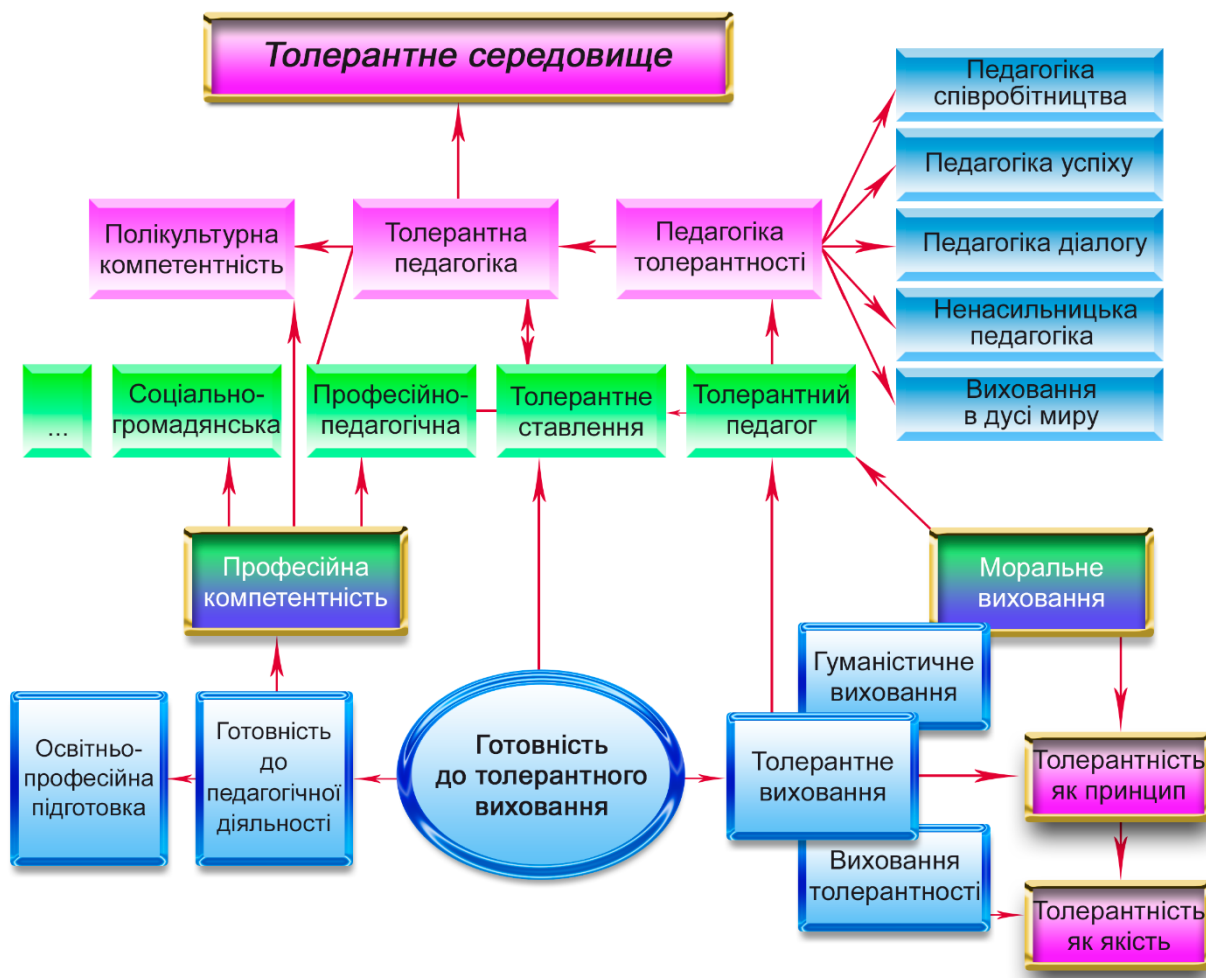 Толерантне середовище
Педагогіка
співробітництва
Педагогіка успіху
Педагогіка діалогу
Ненасильницька
педагогіка
Виховання
в дусі миру
Полікультурна
компетентність
Толерантна
педагогіка
Педагогіка
толерантності
...
Соціально-
громадянська
Професійно-
педагогічна
Толерантне
ставлення
Толерантний
педагог
Професійна
компетентність
Моральне
виховання
Гуманістичне
виховання
Освітньо-
професійна
підготовка
Готовність
до
педагогічної
діяльності
Готовність
до толерантного
виховання
Толерантне
виховання
Толерантність
як принцип
Виховання
толерантності
Толерантність
як якість